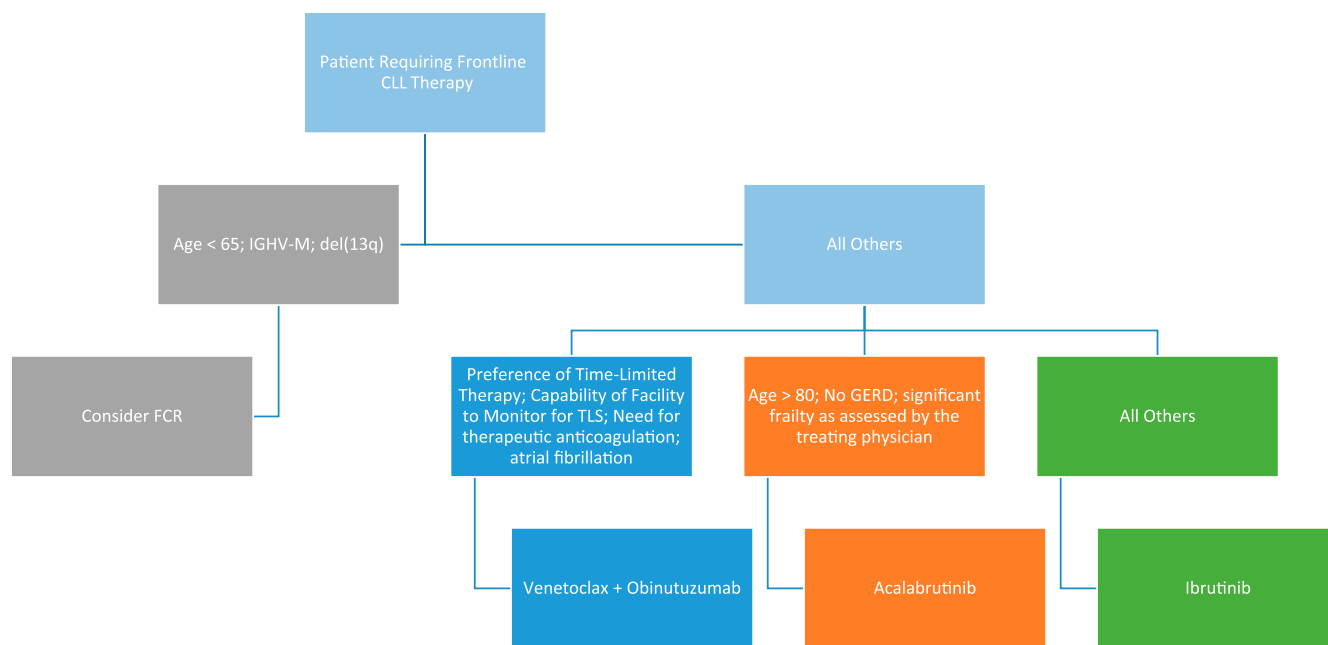 Patient Requiring Frontline
CLL Therapy
Age < 65; IGHV-M; del(13q)
All Others
Consider FCR
Preference of Time-Limited
Therapy; Capability of Facility
to Monitor for TLS; Need for
therapeutic anticoagulation;
atrial fibrillation
Age > 80; No GERD; significant
frailty as assessed by the
treating physician
All Others
Venetoclax + Obinutuzumab
Acalabrutinib
Ibrutinib